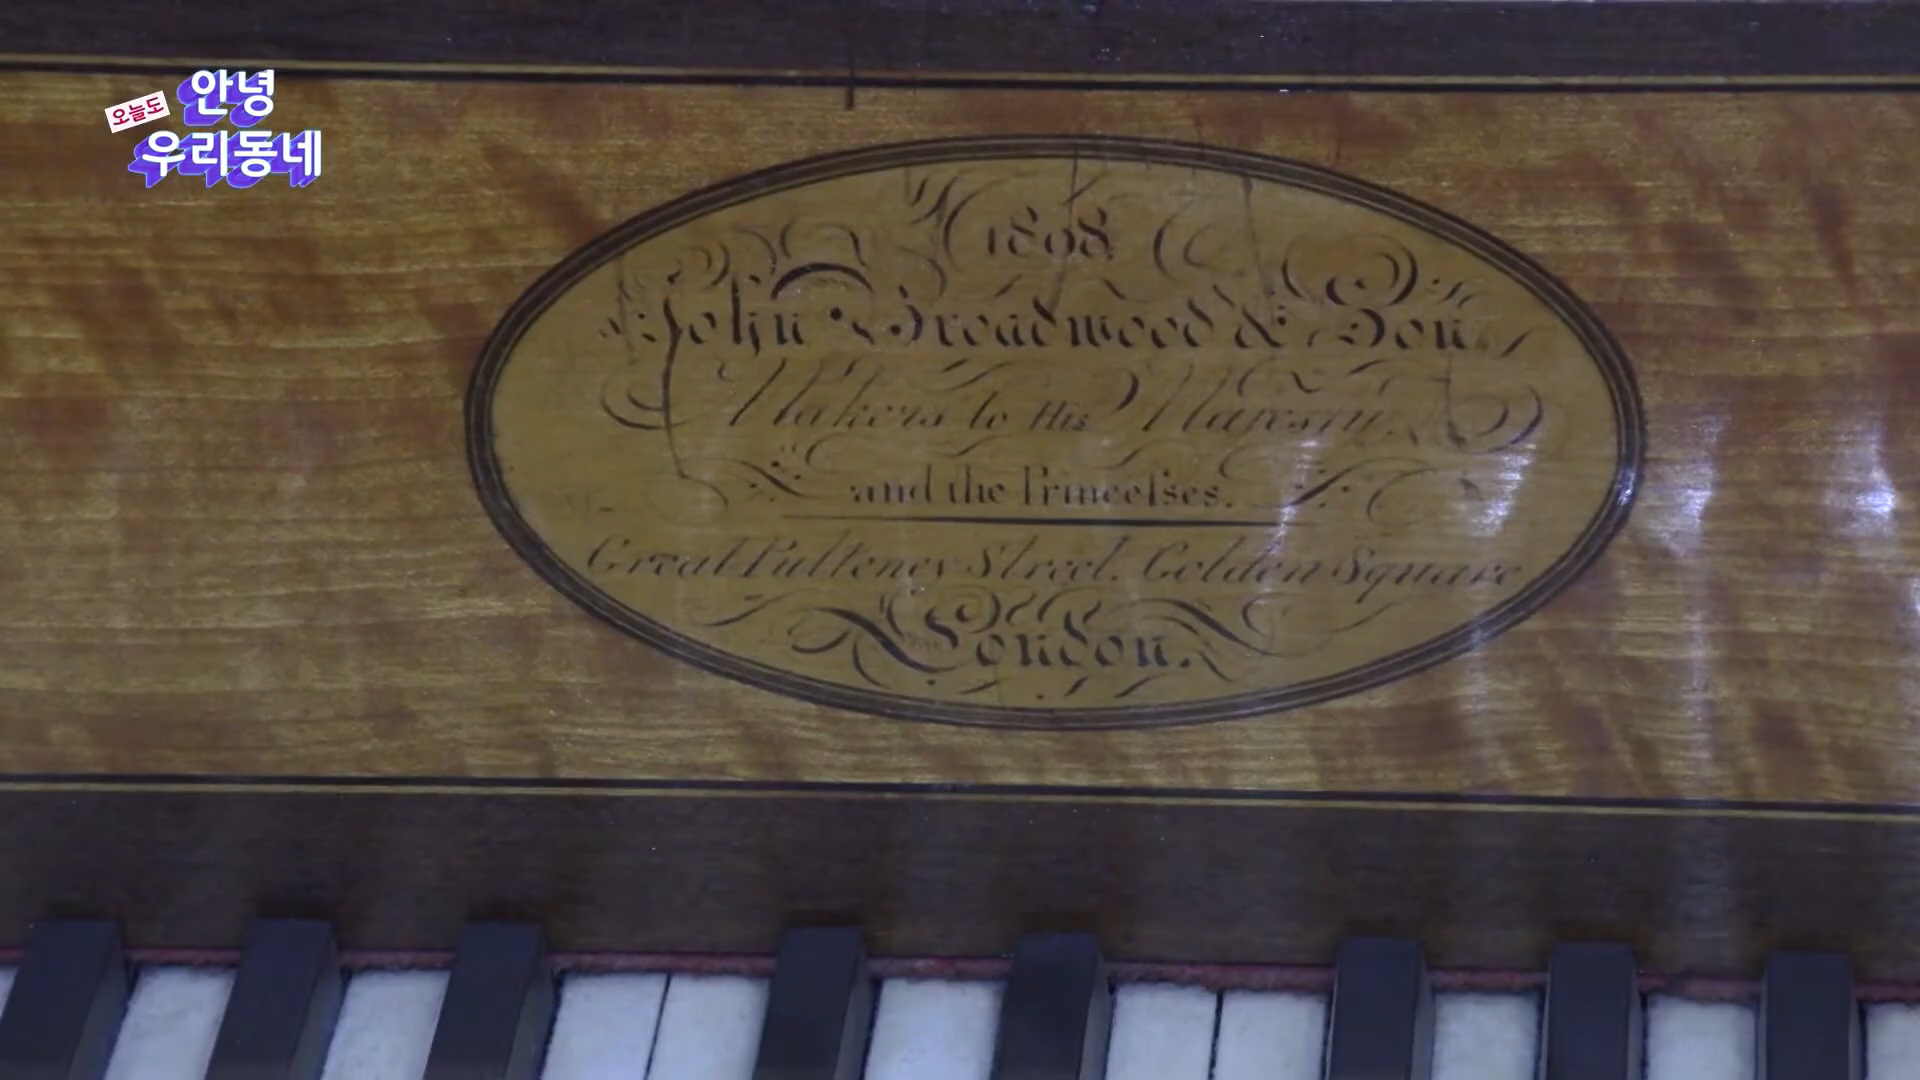 안녕
오늘도
우리동네
1808
John Broadwood & Son
Makers to His Majesty
and the Princeſses.
Great Pulteney Street. Golden Square
London.